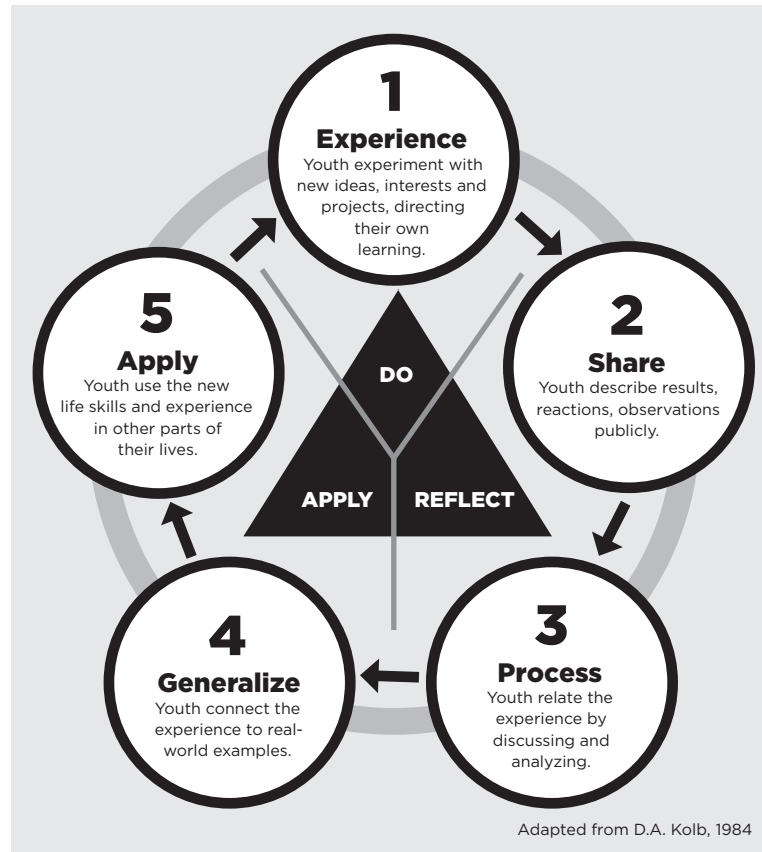 1
Experience
Youth experiment with
new ideas, interests and
projects, directing
their own
learning.
2
Share
Youth describe results,
reactions, observations
publicly.
3
Process
Youth relate the
experience by
discussing and
analyzing.
4
Generalize
Youth connect the
experience to real-
world examples.
5
Apply
Youth use the new
life skills and experience
in other parts of
their lives.
DO
APPLY
REFLECT
Adapted from D.A. Kolb, 1984